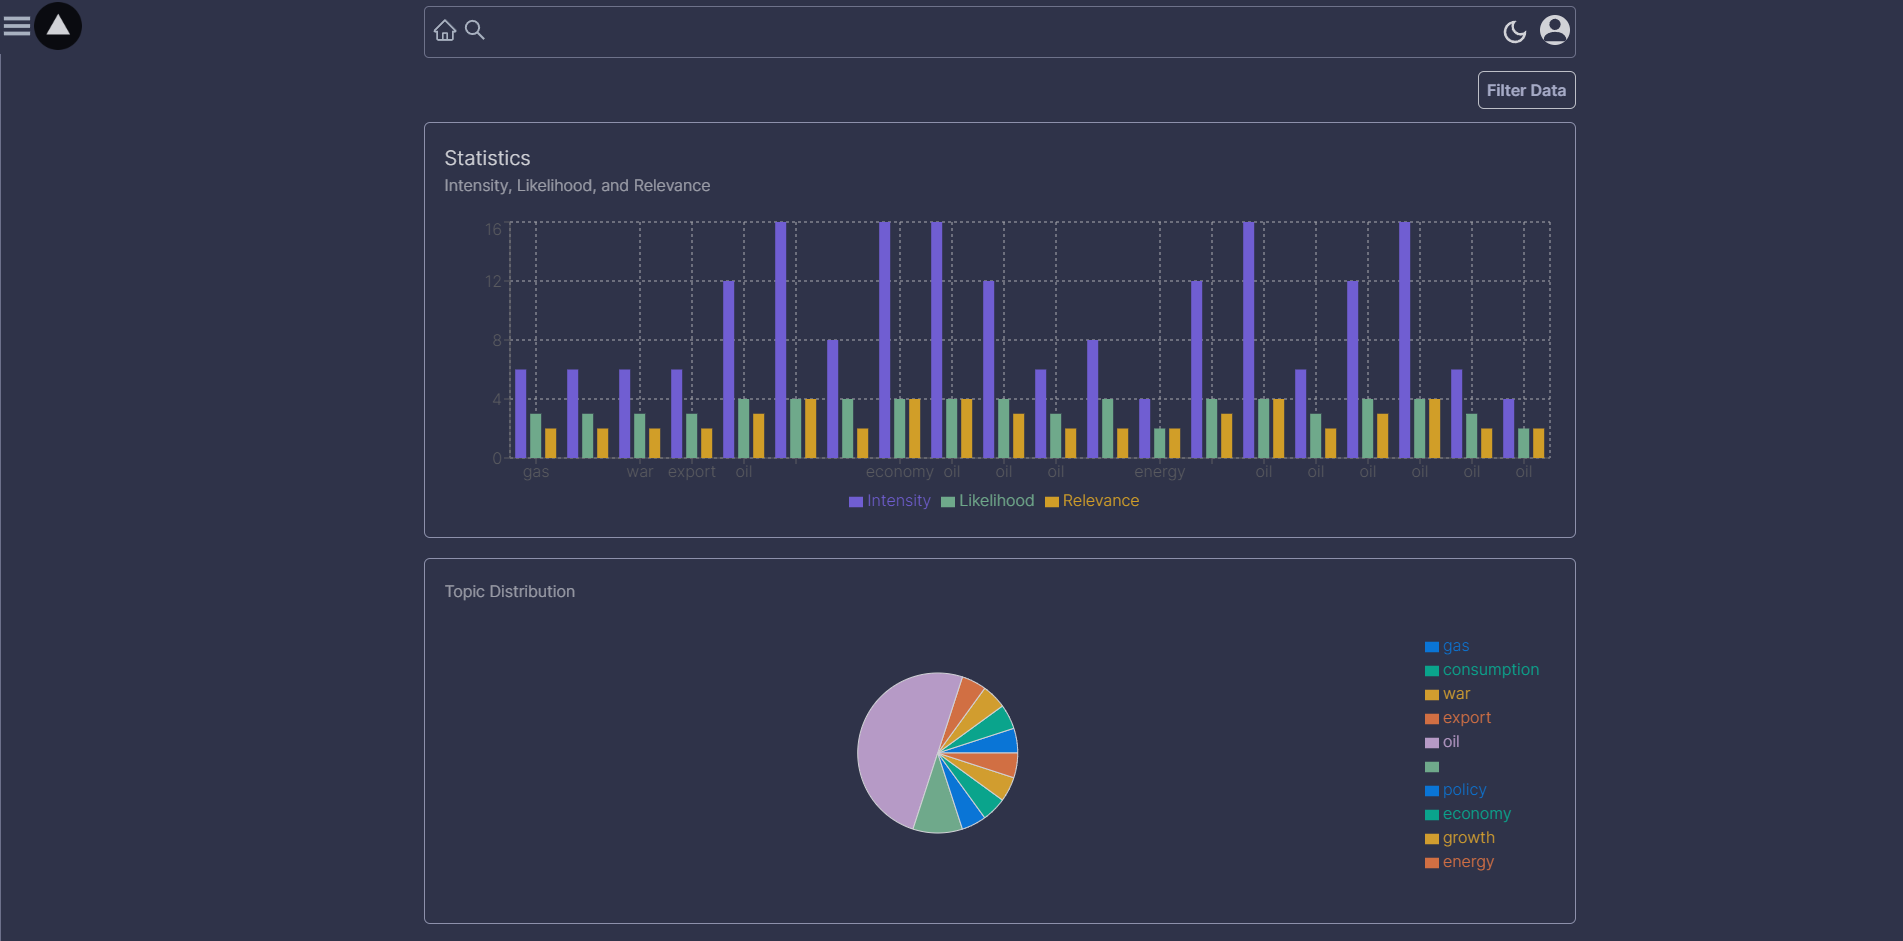 Filter Data
Statistics
Intensity, Likelihood, and Relevance
16
12
8
4
0
gas war export oil economy oil oil oil energy oil oil oil oil oil oil
Intensity Likelihood Relevance
Topic Distribution
gas
consumption
war
export
oil
policy
economy
growth
energy